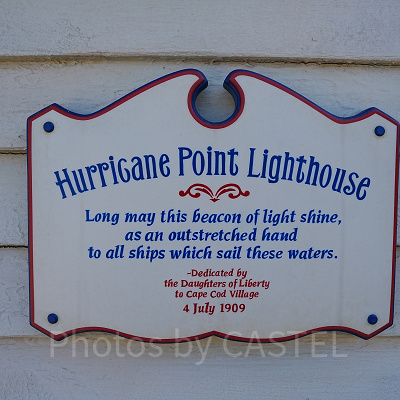 Hurricane Point Lighthouse
Long may this beacon of light shine,
as an outstretched hand
to all ships which sail these waters.
-Dedicated by
the Daughters of Liberty
to Cape Cod Village
4 July 1909
Photos by CASTEL